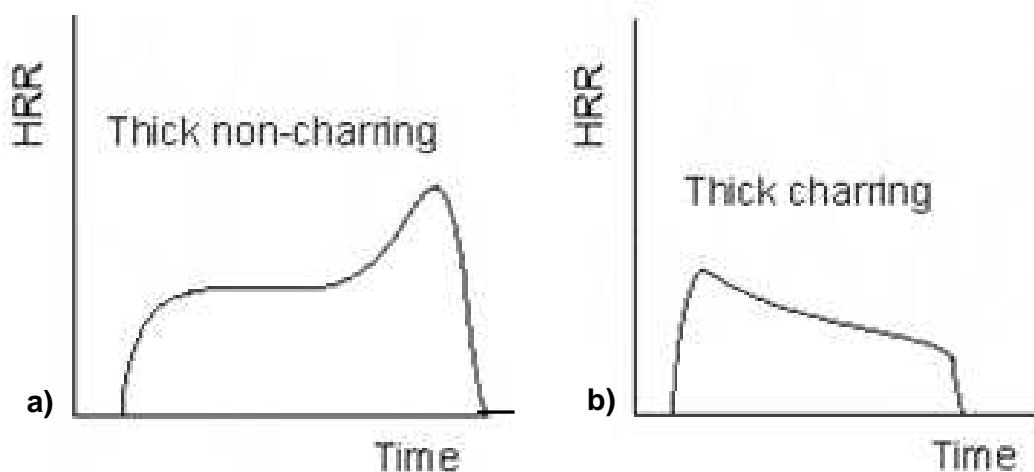 HRR
Thick non-charring
a)
Time
HRR
Thick charring
b)
Time